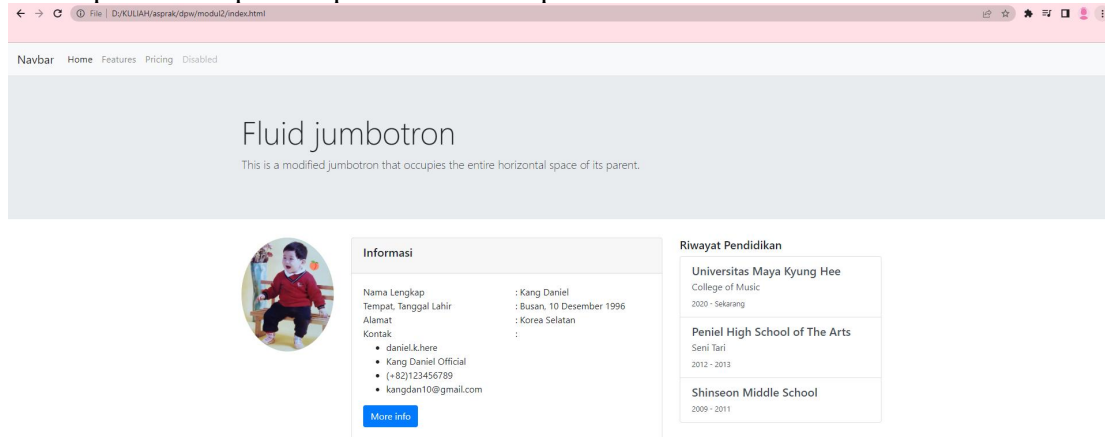 File | D:/KULIAH/asprak/dpw/modul2/index.html
Navbar Home Features Pricing Disabled
Fluid jumbotron
This is a modified jumbotron that occupies the entire horizontal space of its parent.
Informasi
Nama Lengkap : Kang Daniel
Tempat, Tanggal Lahir : Busan, 10 Desember 1996
Alamat : Korea Selatan
Kontak :
• daniel.k.here
• Kang Daniel Official
• (+82)123456789
• kangdan10@gmail.com
More info
Riwayat Pendidikan
Universitas Maya Kyung Hee
College of Music
2020 - Sekarang
Peniel High School of The Arts
Seni Tari
2012 - 2013
Shinseon Middle School
2009 - 2011